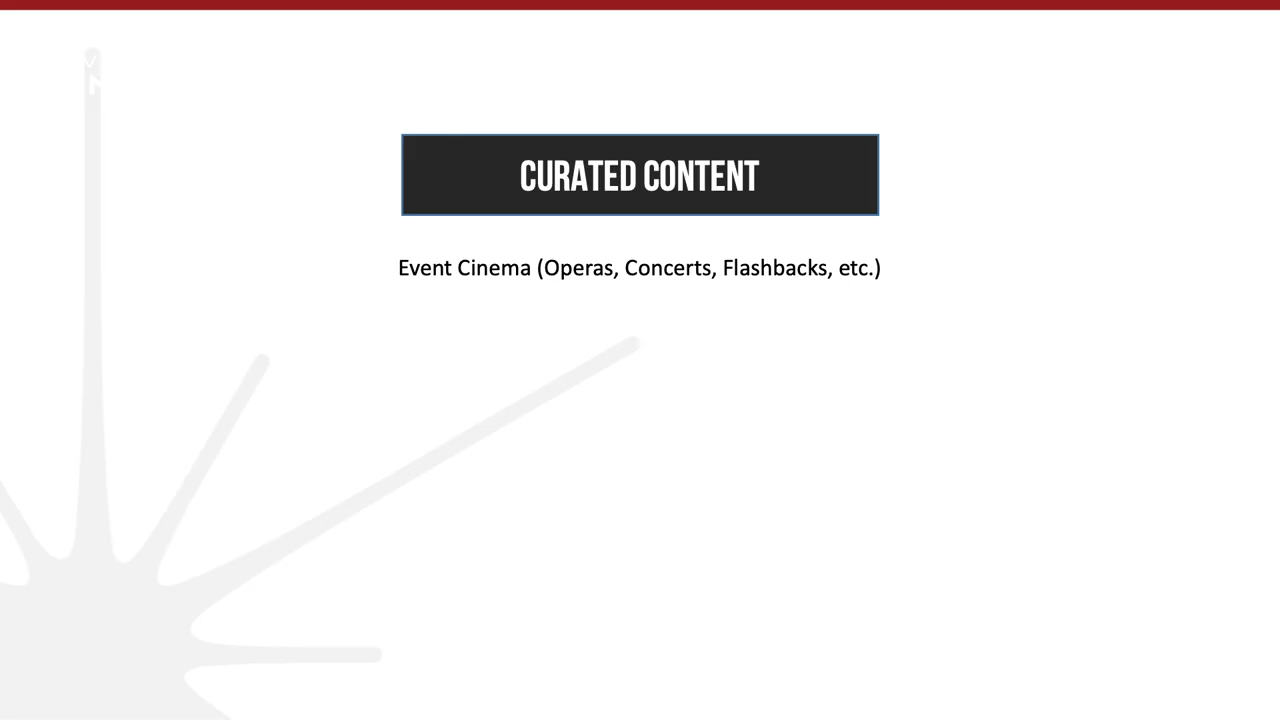 CURATED CONTENT
Event Cinema (Operas, Concerts, Flashbacks, etc.)